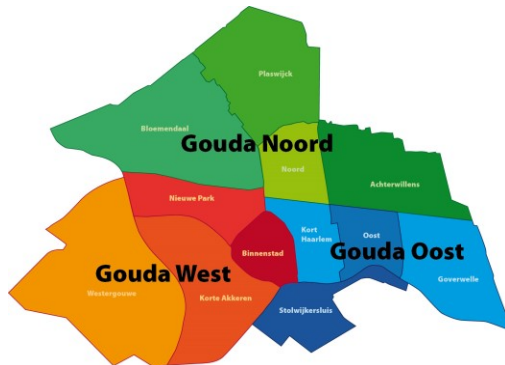 Plaswijck
Bloemendaal
Gouda Noord
Noord
Achterwillens
Nieuwe Park
Kort
Haarlem
Oost
Binnenstad
Gouda Oost
Gouda West
Goverwelle
Westergouwe
Korte Akkeren
Stolwijkersluis